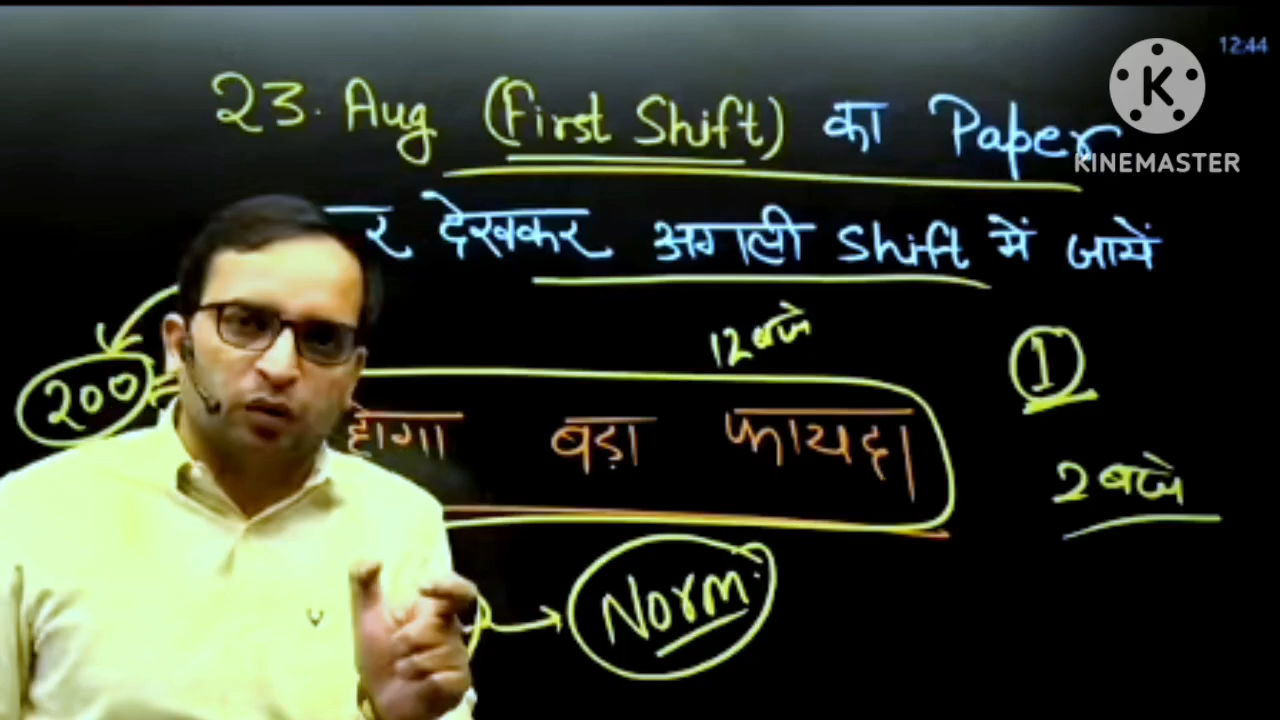 12:44
23. Aug (First Shift) का Paper
KINEMASTER
र देखकर अगली Shift में जायें
12 बजे
1
200
होगा बड़ा फायदा
2 बजे
Norm.